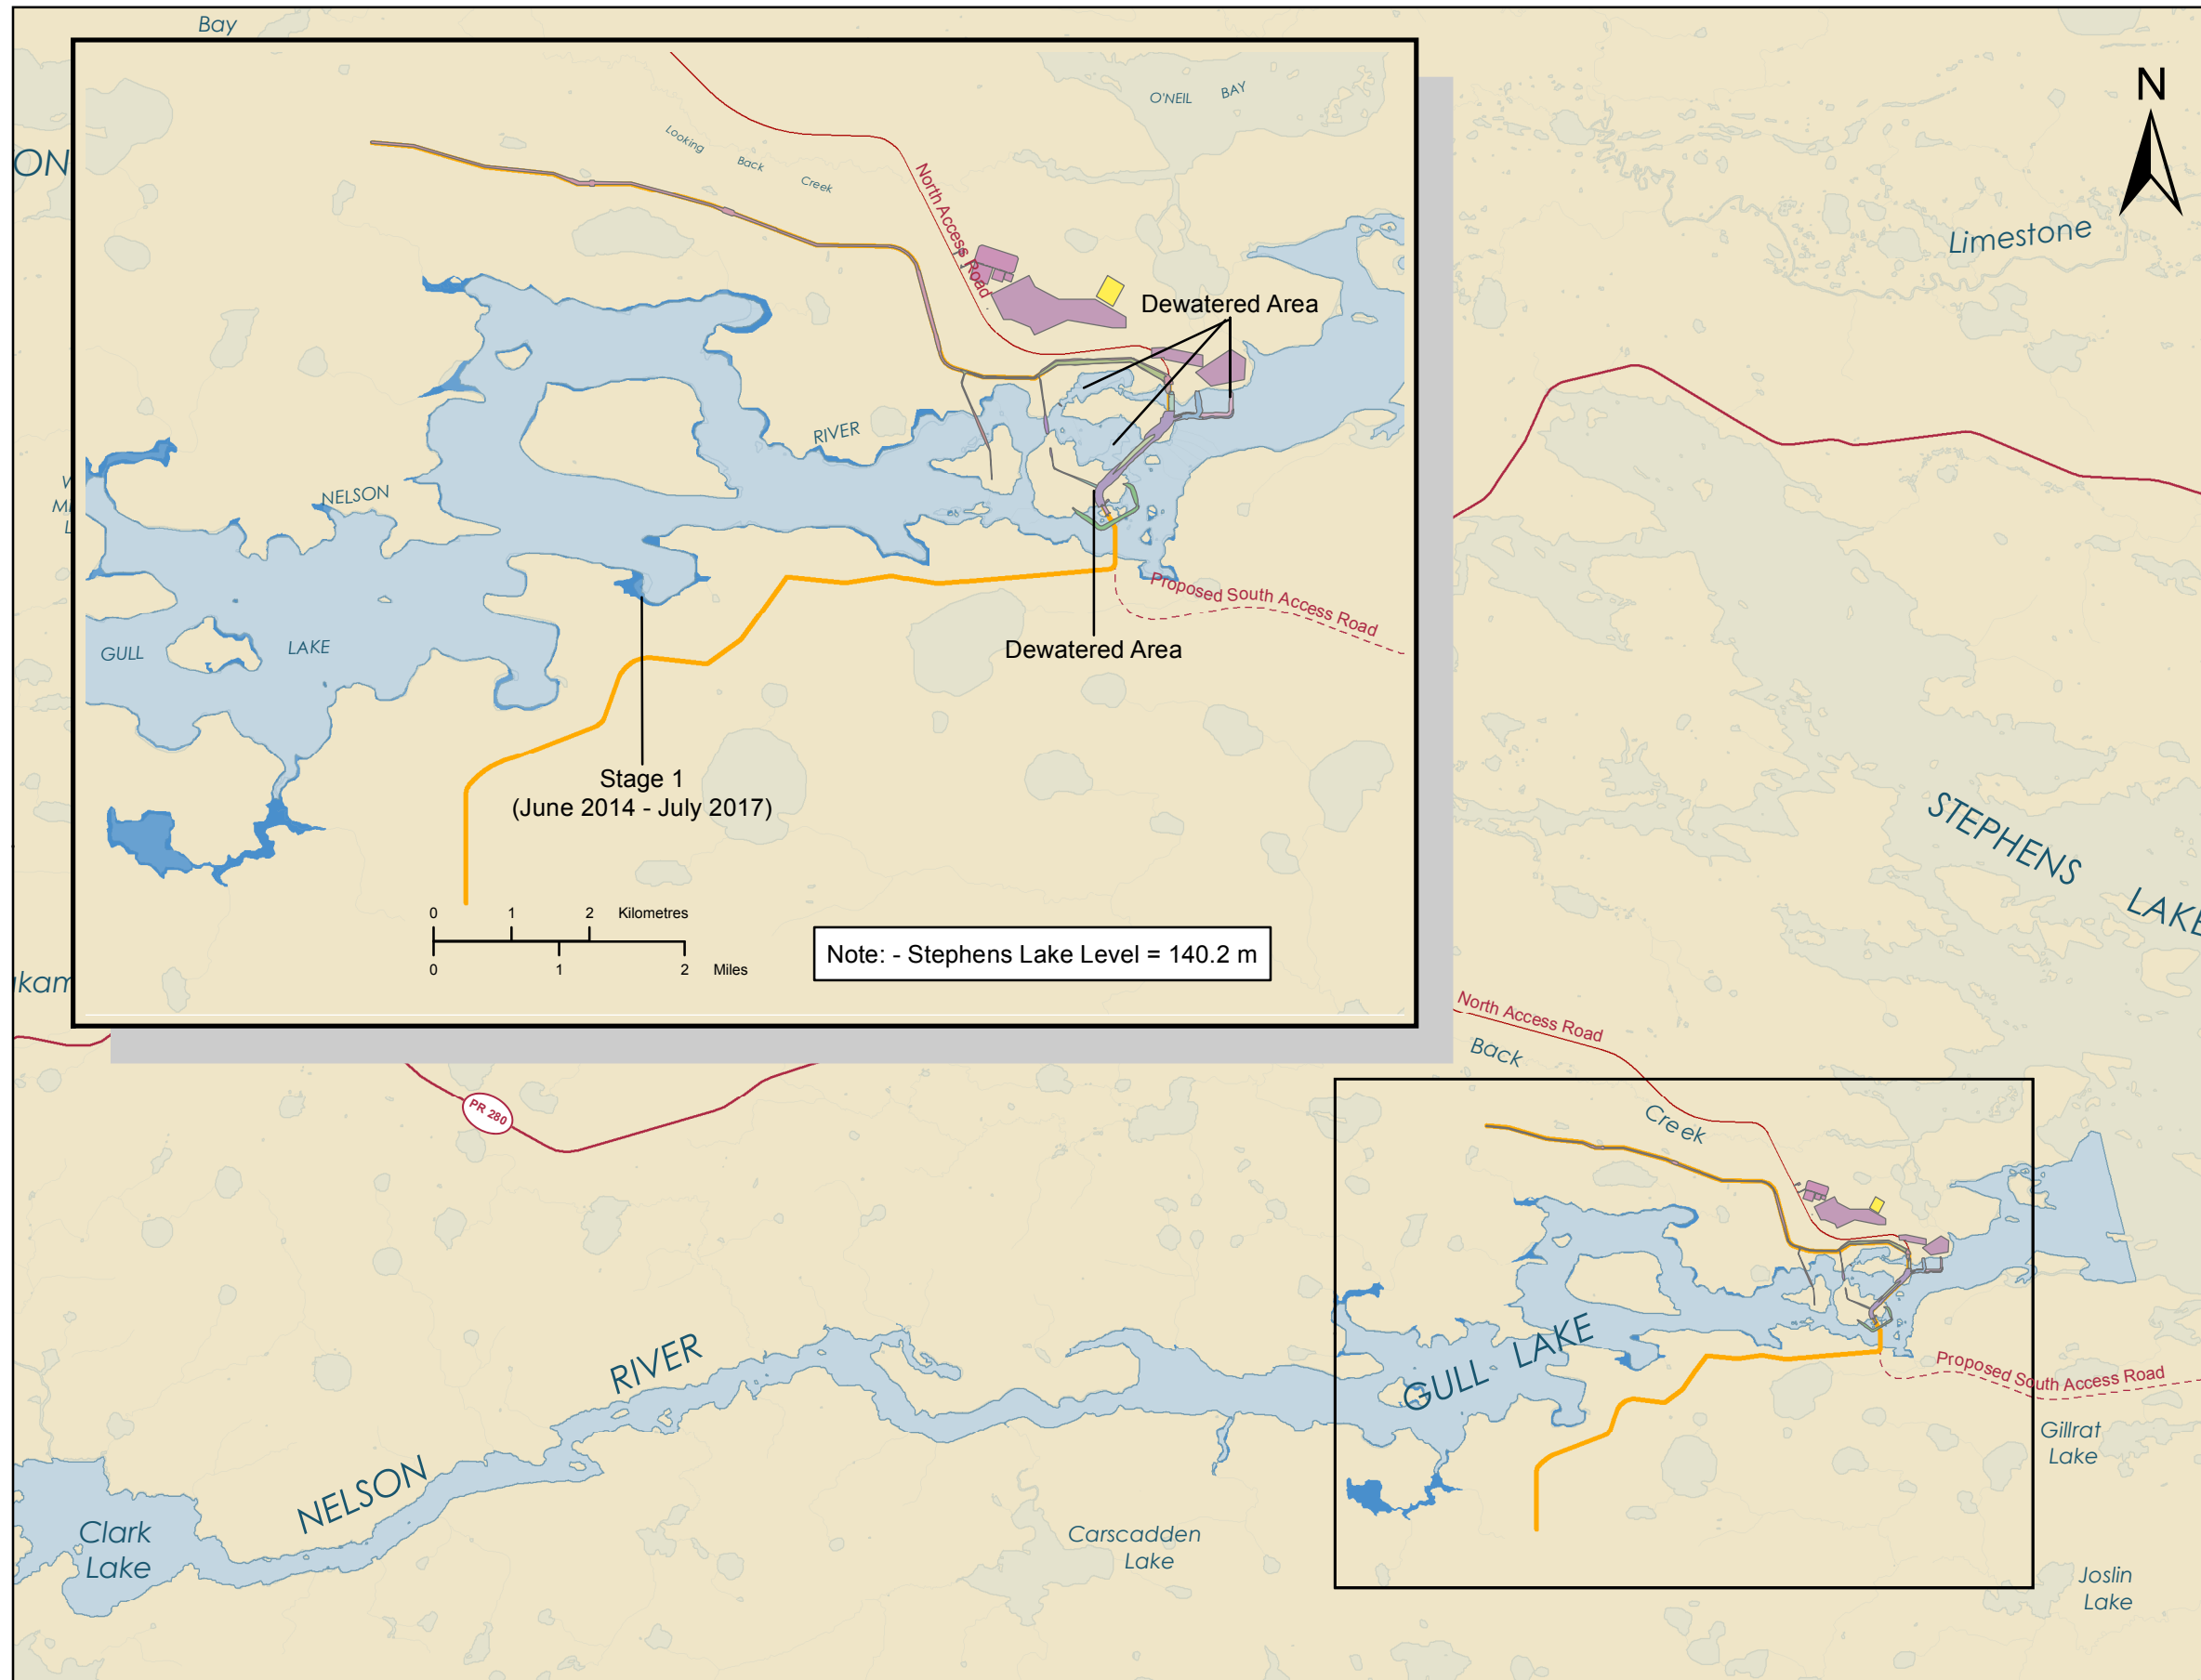 Bay
N
O'NEIL BAY
ON
Looking Back Creek
North Access Road
Limestone
Dewatered Area
RIVER
NELSON
Proposed South Access Road
GULL LAKE
Dewatered Area
Stage 1
(June 2014 - July 2017)
STEPHENS LAKE
0 1 2 Kilometres
0 1 2 Miles
Note: - Stephens Lake Level = 140.2 m
North Access Road
Back
Creek
PR 280
GULL LAKE
RIVER
NELSON
Proposed South Access Road
Gillrat
Lake
Clark
Lake
Carscadden
Lake
Joslin
Lake